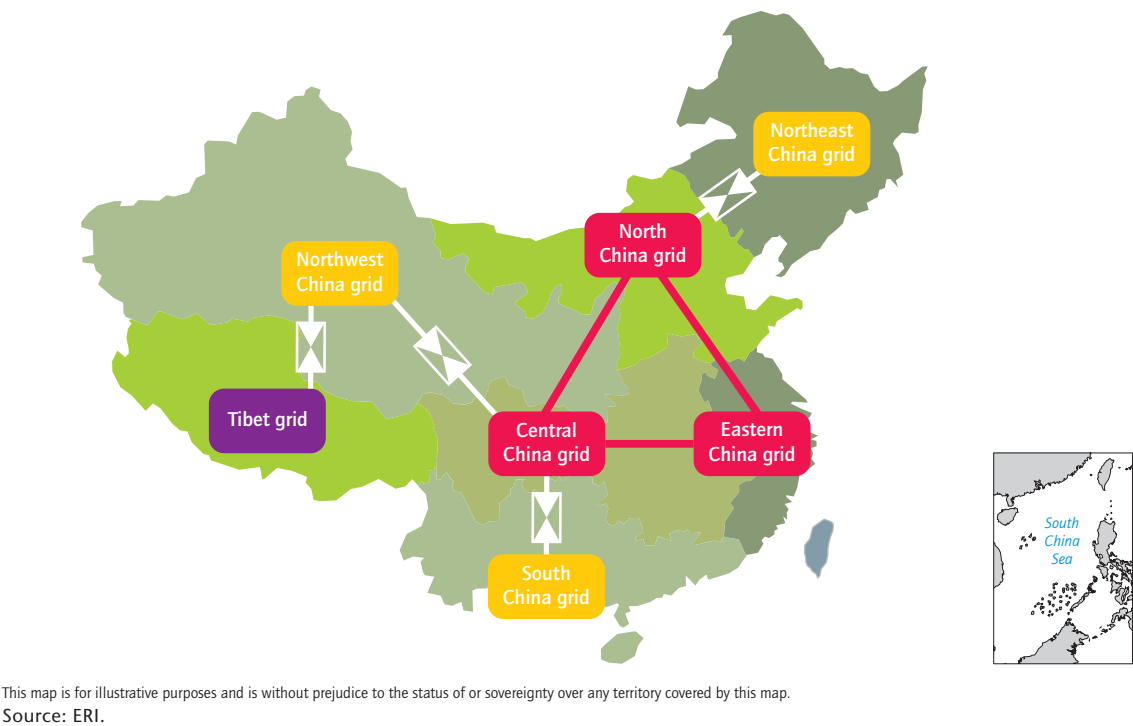 Northeast
China grid
North
China grid
Northwest
China grid
Tibet grid
Central
China grid
Eastern
China grid
South
China grid
South
China
Sea
This map is for illustrative purposes and is without prejudice to the status of or sovereignty over any territory covered by this map.
Source: ERI.